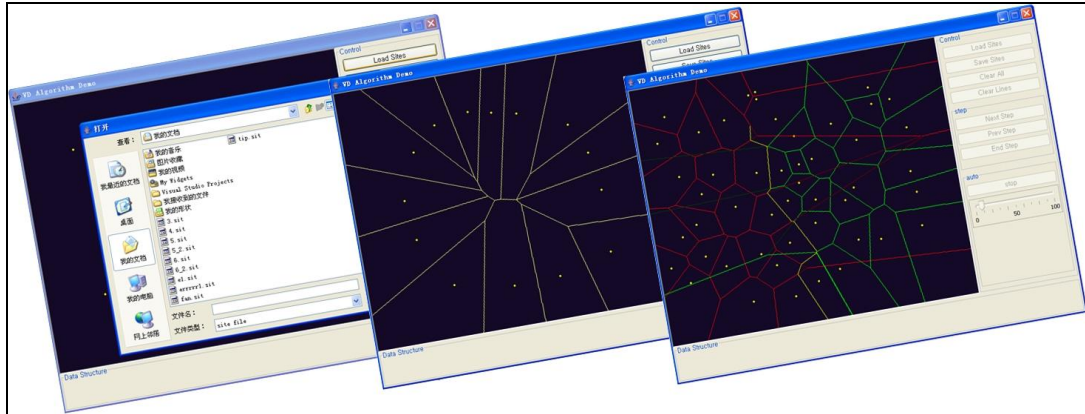 VD Algorithm Demo
Control
Load Sites
打开
查看：
我的文档
我最近的文档
桌面
我的文档
我的电脑
网上邻居
我的音乐
图片收藏
我的视频
My Widgets
Visual Studio Projects
我接收到的文件
我的形状
3.sit
4.sit
5.sit
5_2.sit
6.sit
6_2.sit
el.sit
errrrr1.sit
fan.sit
tip.sit
文件名：
文件类型：
site file
Data Structure
VD Algorithm Demo
Control
Load Sites
Save Sites
Data Structure
VD Algorithm Demo
Control
Load Sites
Save Sites
Clear All
Clear Lines
step
Next Step
Prev Step
End Step
auto
stop
0 50 100
Data Structure